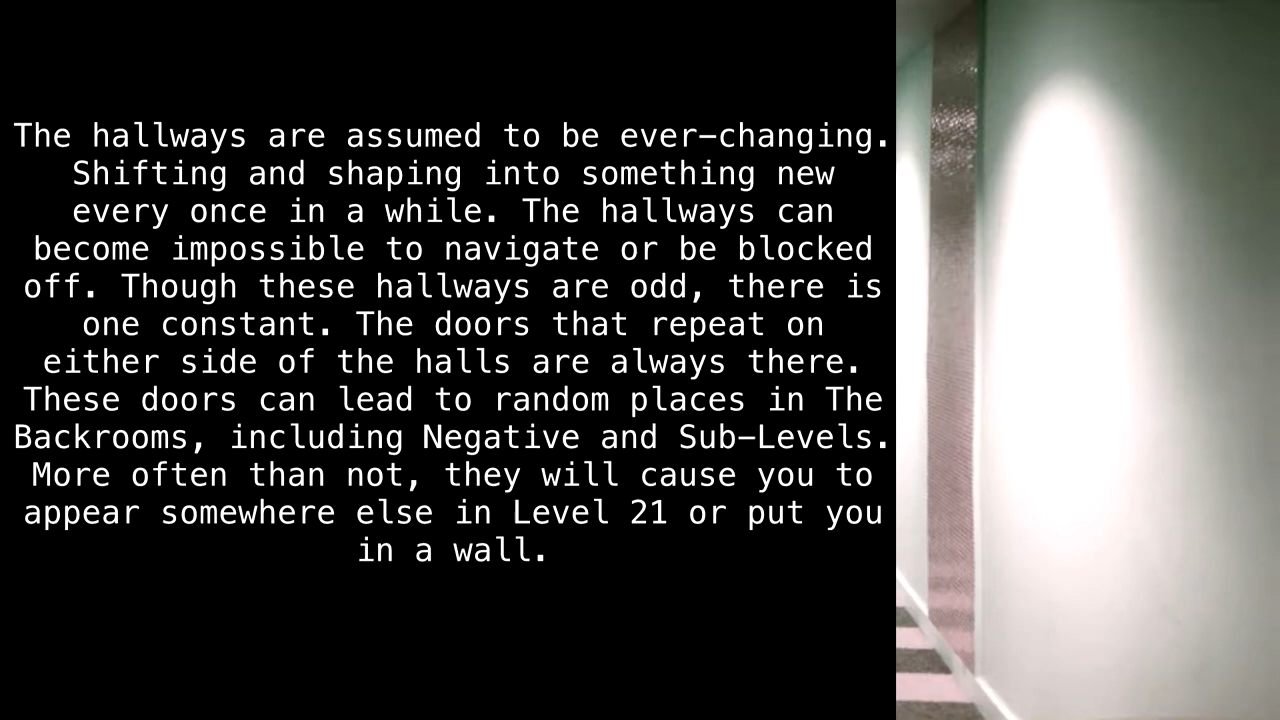 The hallways are assumed to be ever-changing.
Shifting and shaping into something new
every once in a while. The hallways can
become impossible to navigate or be blocked
off. Though these hallways are odd, there is
one constant. The doors that repeat on
either side of the halls are always there.
These doors can lead to random places in The
Backrooms, including Negative and Sub-Levels.
More often than not, they will cause you to
appear somewhere else in Level 21 or put you
in a wall.